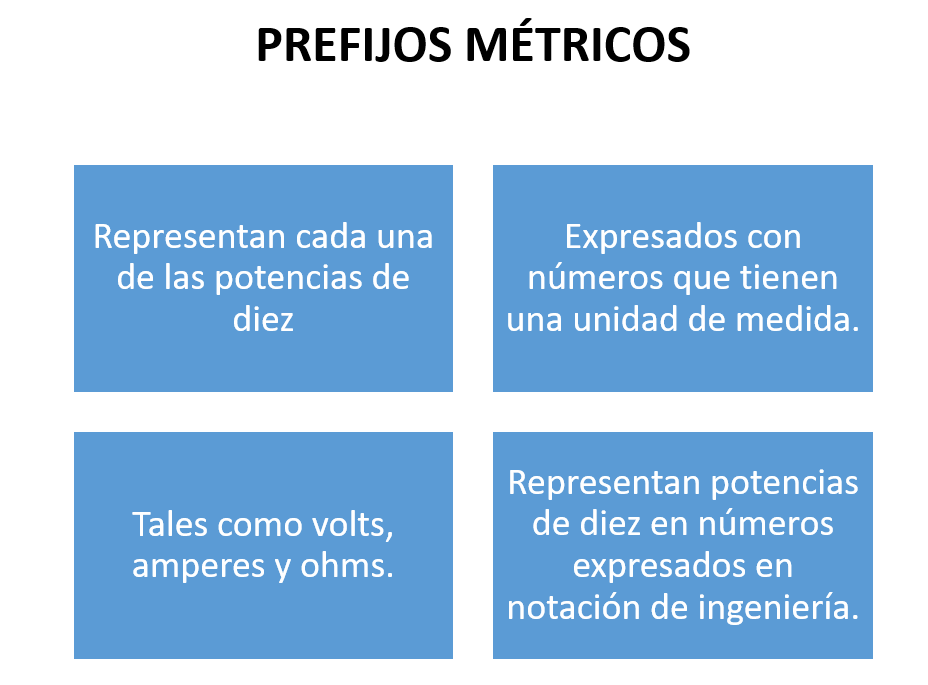 PREFIJOS MÉTRICOS
Representan cada una
de las potencias de
diez
Expresados con
números que tienen
una unidad de medida.
Tales como volts,
amperes y ohms.
Representan potencias
de diez en números
expresados en
notación de ingeniería.